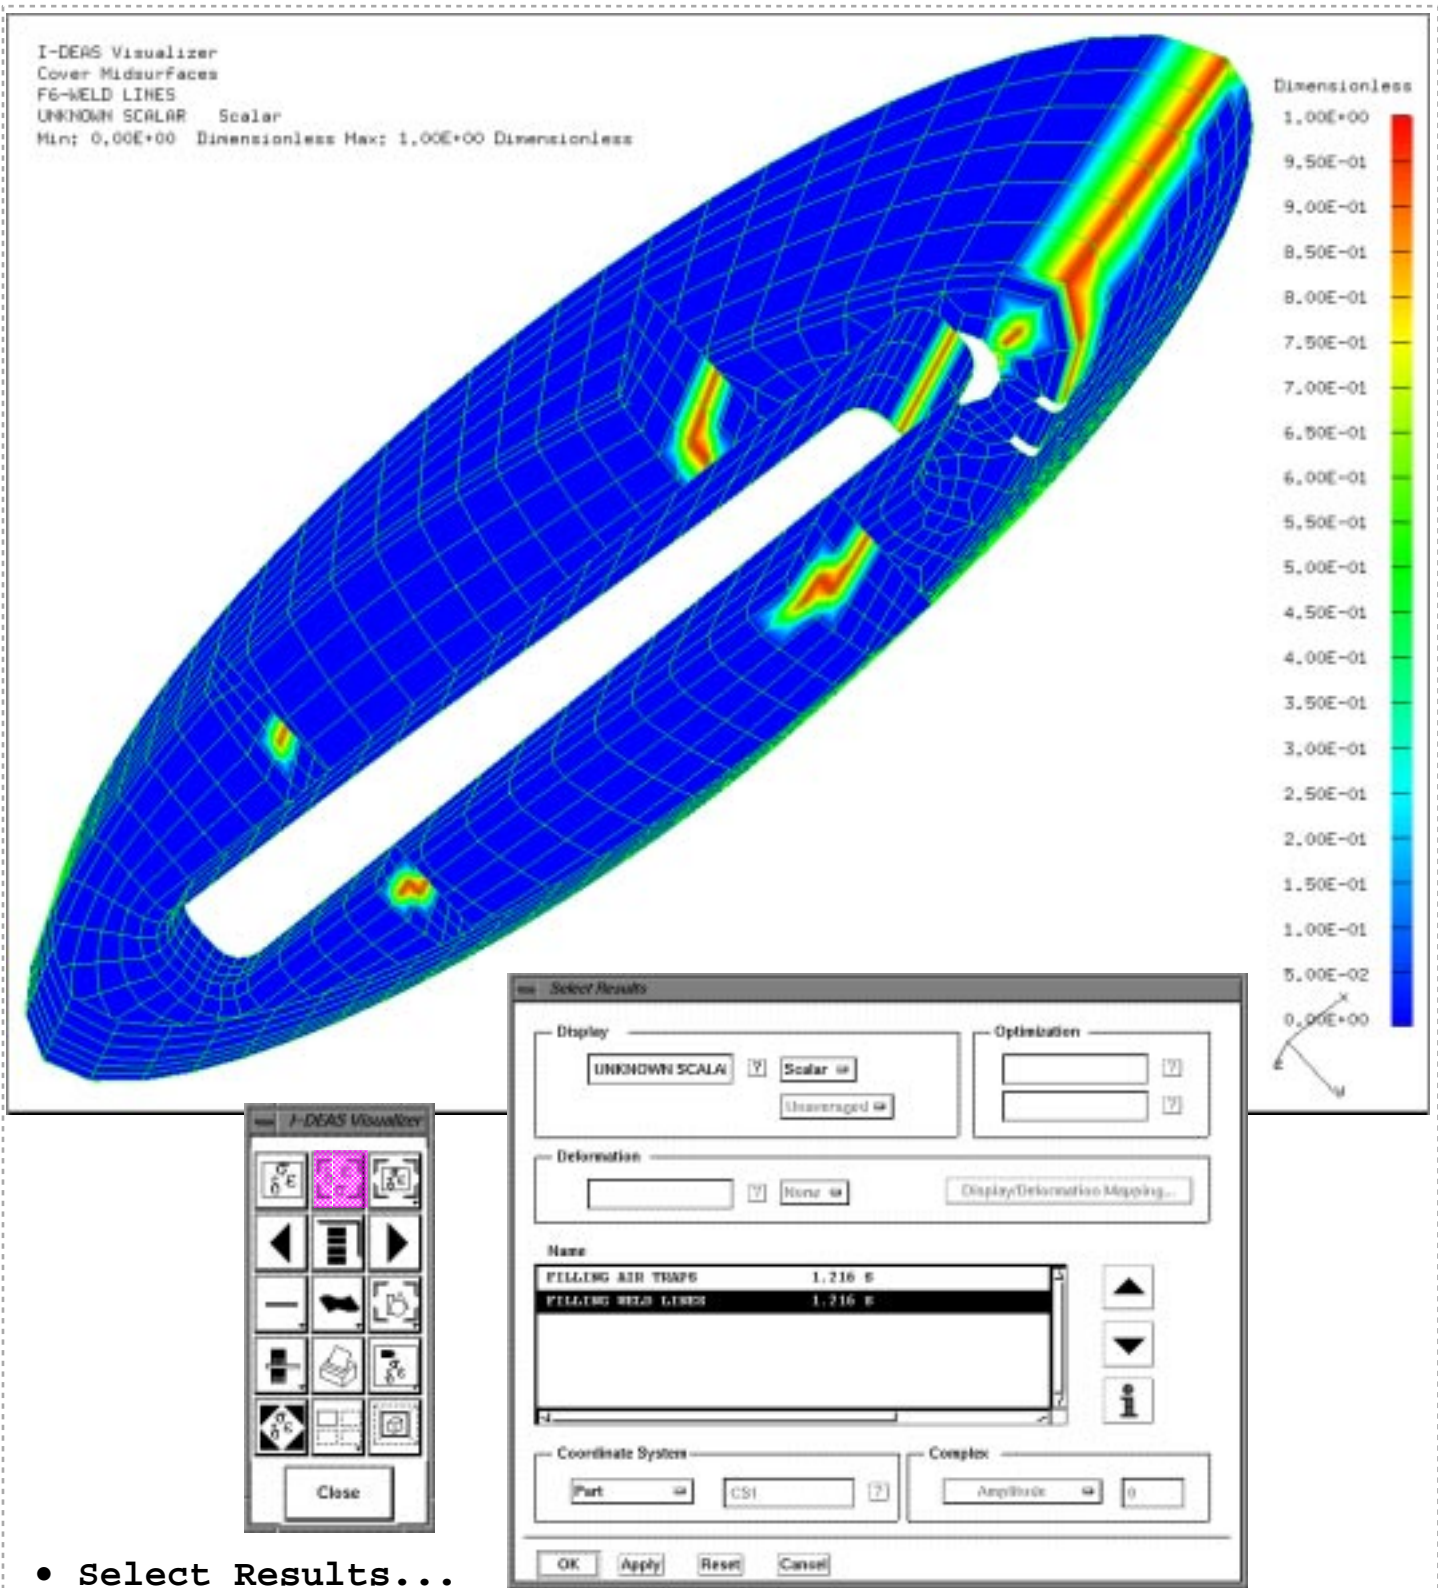 I-DEAS Visualizer
Cover Midsurfaces
F6-WELD LINES
UNKNOWN SCALAR Scalar
Min: 0.00E+00 Dimensionless Max: 1.00E+00 Dimensionless
Dimensionless
1.00E+00
9.50E-01
9.00E-01
8.50E-01
8.00E-01
7.50E-01
7.00E-01
6.50E-01
6.00E-01
5.50E-01
5.00E-01
4.50E-01
4.00E-01
3.50E-01
3.00E-01
2.50E-01
2.00E-01
1.50E-01
1.00E-01
5.00E-02
0.00E+00
X
Select Results
Display
Optimization
UNKNOWN SCALA
?
Scalar
?
Unaveraged
?
Deformation
?
None
Display/Deformation Mapping...
Name
FILLING AIR TRAPS 1.216 S
FILLING WELD LINES 1.216 S
i
Coordinate System
Complex
Part
CS1
?
Amplitude
0
OK
Apply
Reset
Cancel
I-DEAS Visualizer
Close
• Select Results...